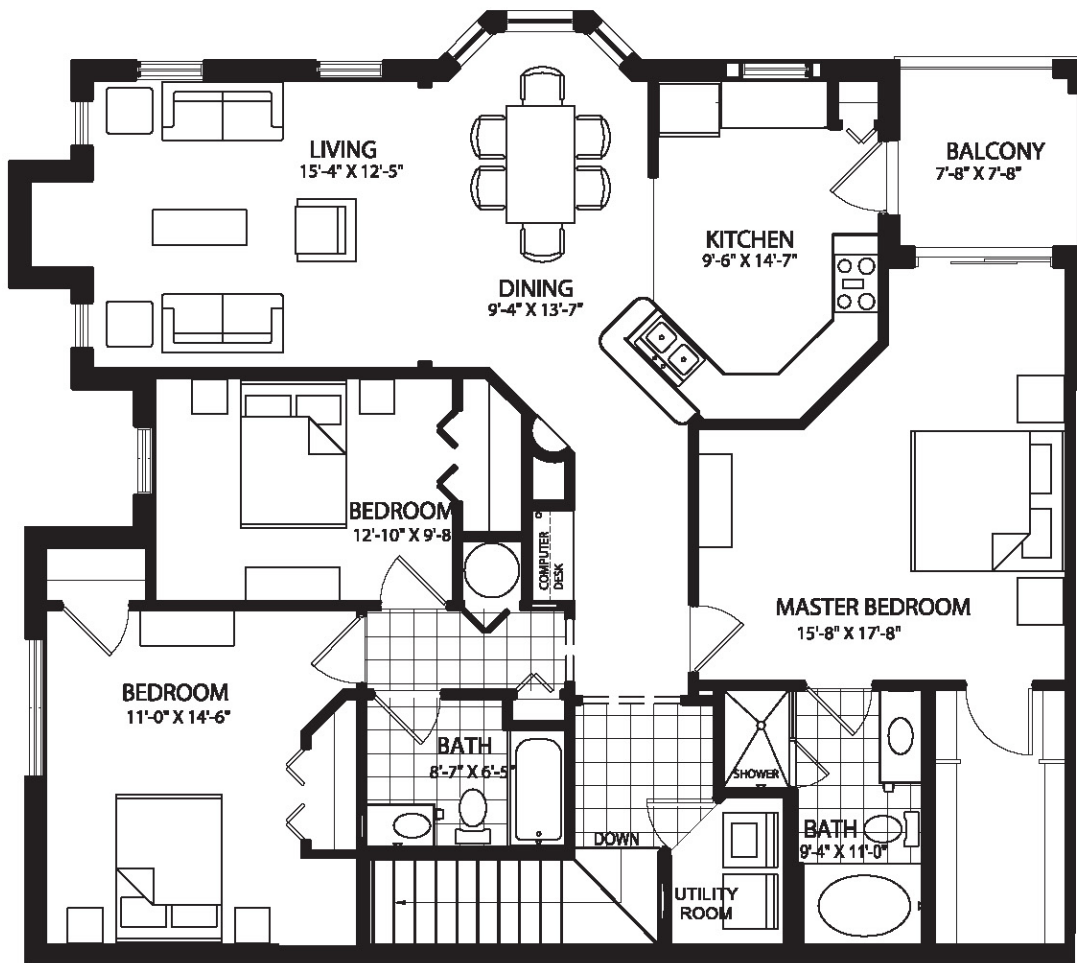 LIVING
15'-4" X 12'-5"
BALCONY
7'-8" X 7'-8"
KITCHEN
9'-6" X 14'-7"
DINING
9'-4" X 13'-7"
BEDROOM
12'-10" X 9'-8
COMPUTER
DESK
MASTER BEDROOM
15'-8" X 17'-8"
BEDROOM
11'-0" X 14'-6"
BATH
8'-7" X 6'-5"
SHOWER
DOWN
BATH
9'-4" X 11'-0"
UTILITY
ROOM